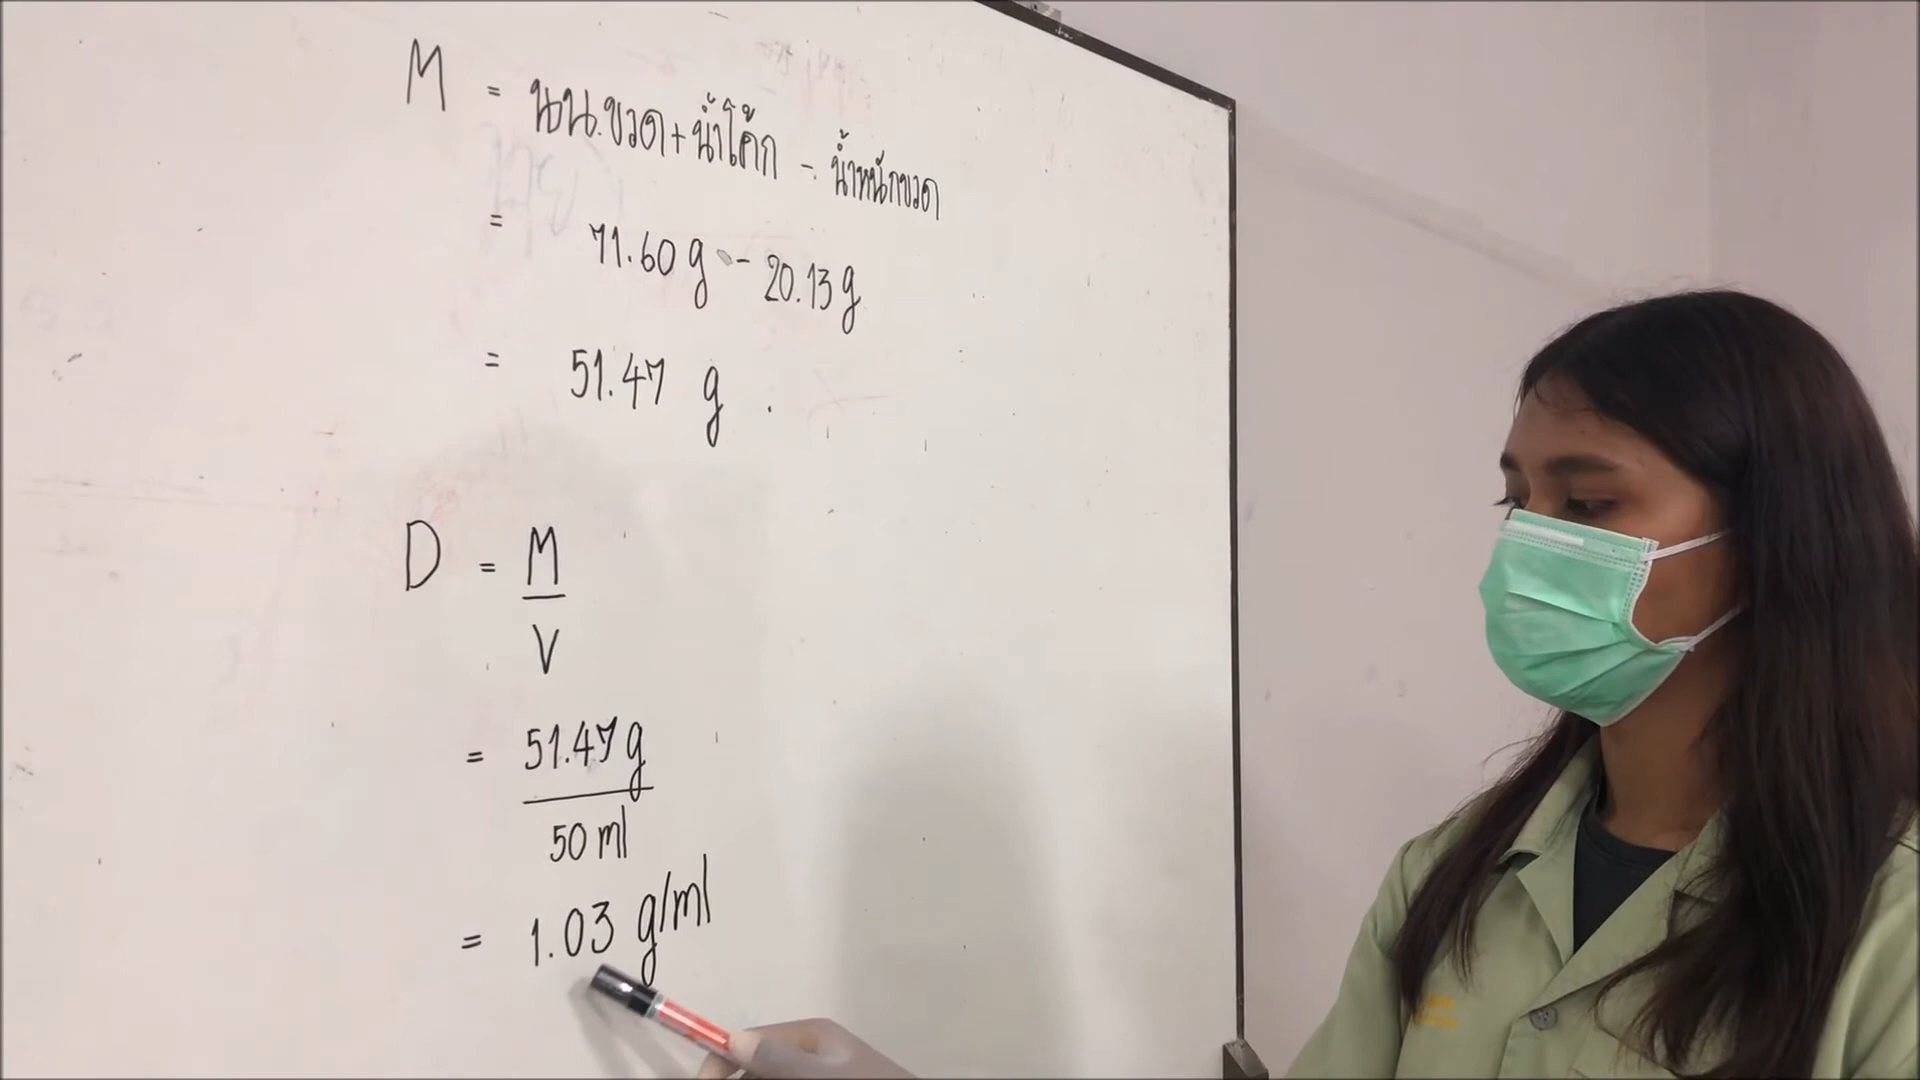 M = นน.ขวด+น้ำโค้ก - น้ำหนักขวด
= 71.60 g - 20.13 g
= 51.47 g.
D = M
V
= 51.47 g
50 ml
= 1.03 g/ml